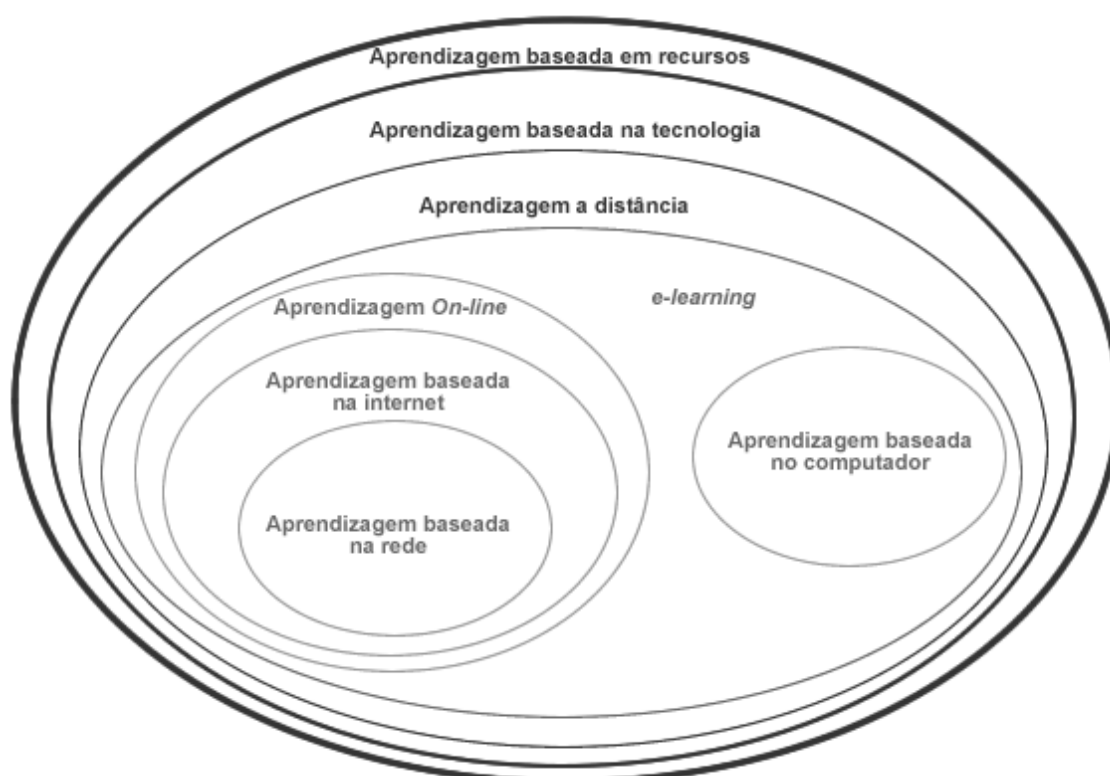 Aprendizagem baseada em recursos
Aprendizagem baseada na tecnologia
Aprendizagem a distância
e-learning
Aprendizagem On-line
Aprendizagem baseada
na internet
Aprendizagem baseada
na rede
Aprendizagem baseada
no computador